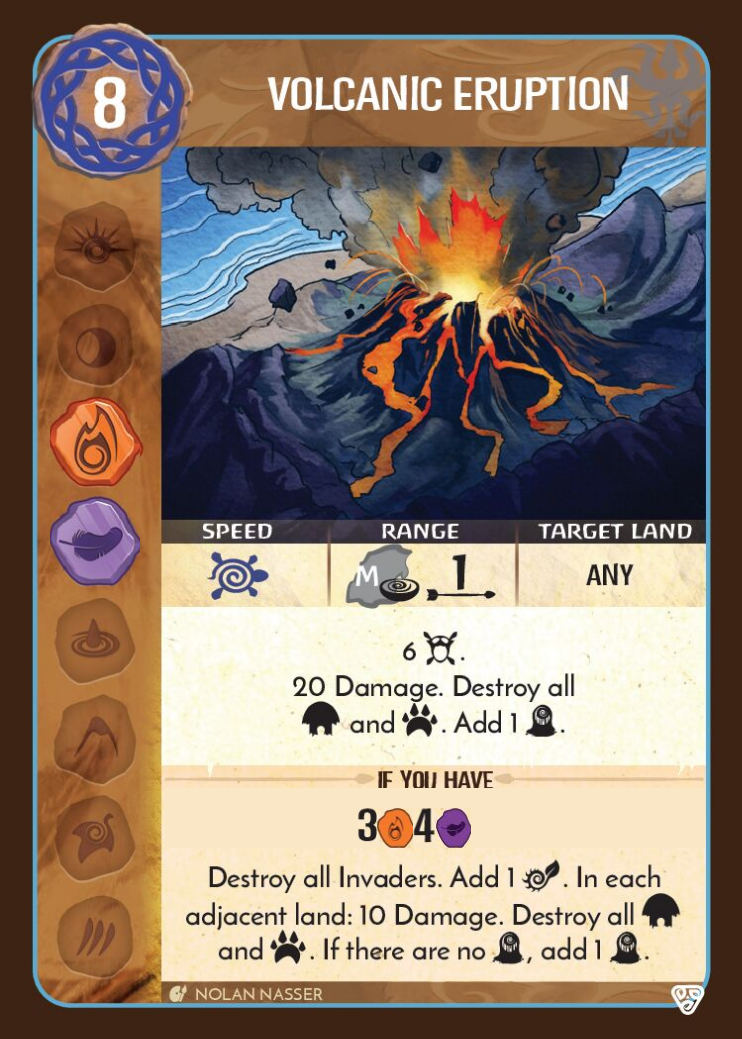 8
VOLCANIC ERUPTION
SPEED RANGE TARGET LAND
M 1 ANY
6 .
20 Damage. Destroy all
and . Add 1 .
IF YOU HAVE
3 4
Destroy all Invaders. Add 1 . In each
adjacent land: 10 Damage. Destroy all
and . If there are no , add 1 .
NOLAN NASSER